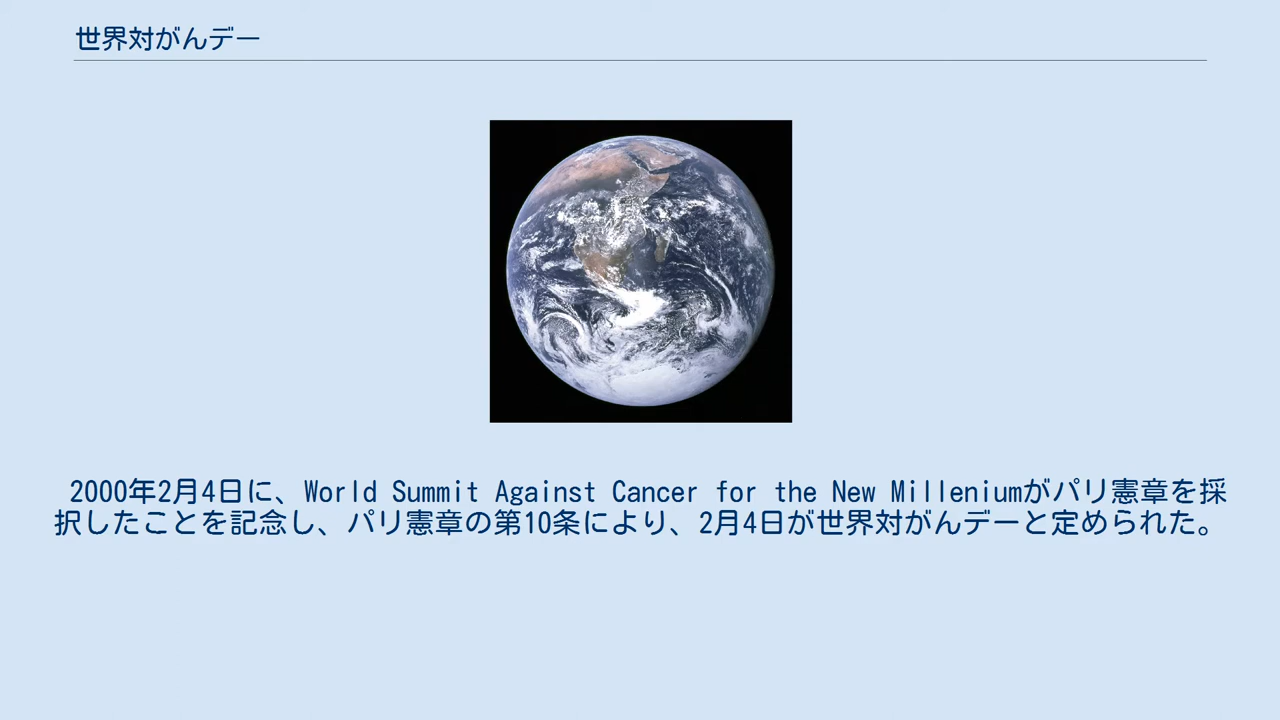 世界対がんデー
2000年2月4日に、World Summit Against Cancer for the New Milleniumがパリ憲章を採
択したことを記念し、パリ憲章の第10条により、2月4日が世界対がんデーと定められた。